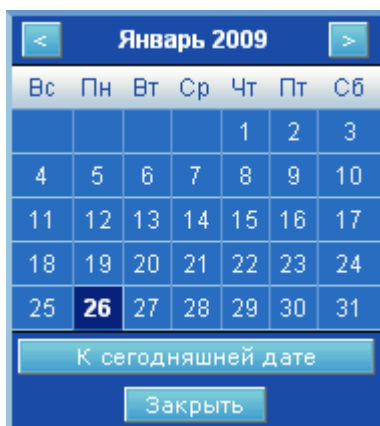 < Январь 2009 >
Вс Пн Вт Ср Чт Пт Сб
1 2 3
4 5 6 7 8 9 10
11 12 13 14 15 16 17
18 19 20 21 22 23 24
25 26 27 28 29 30 31
К сегодняшней дате
Закрыть